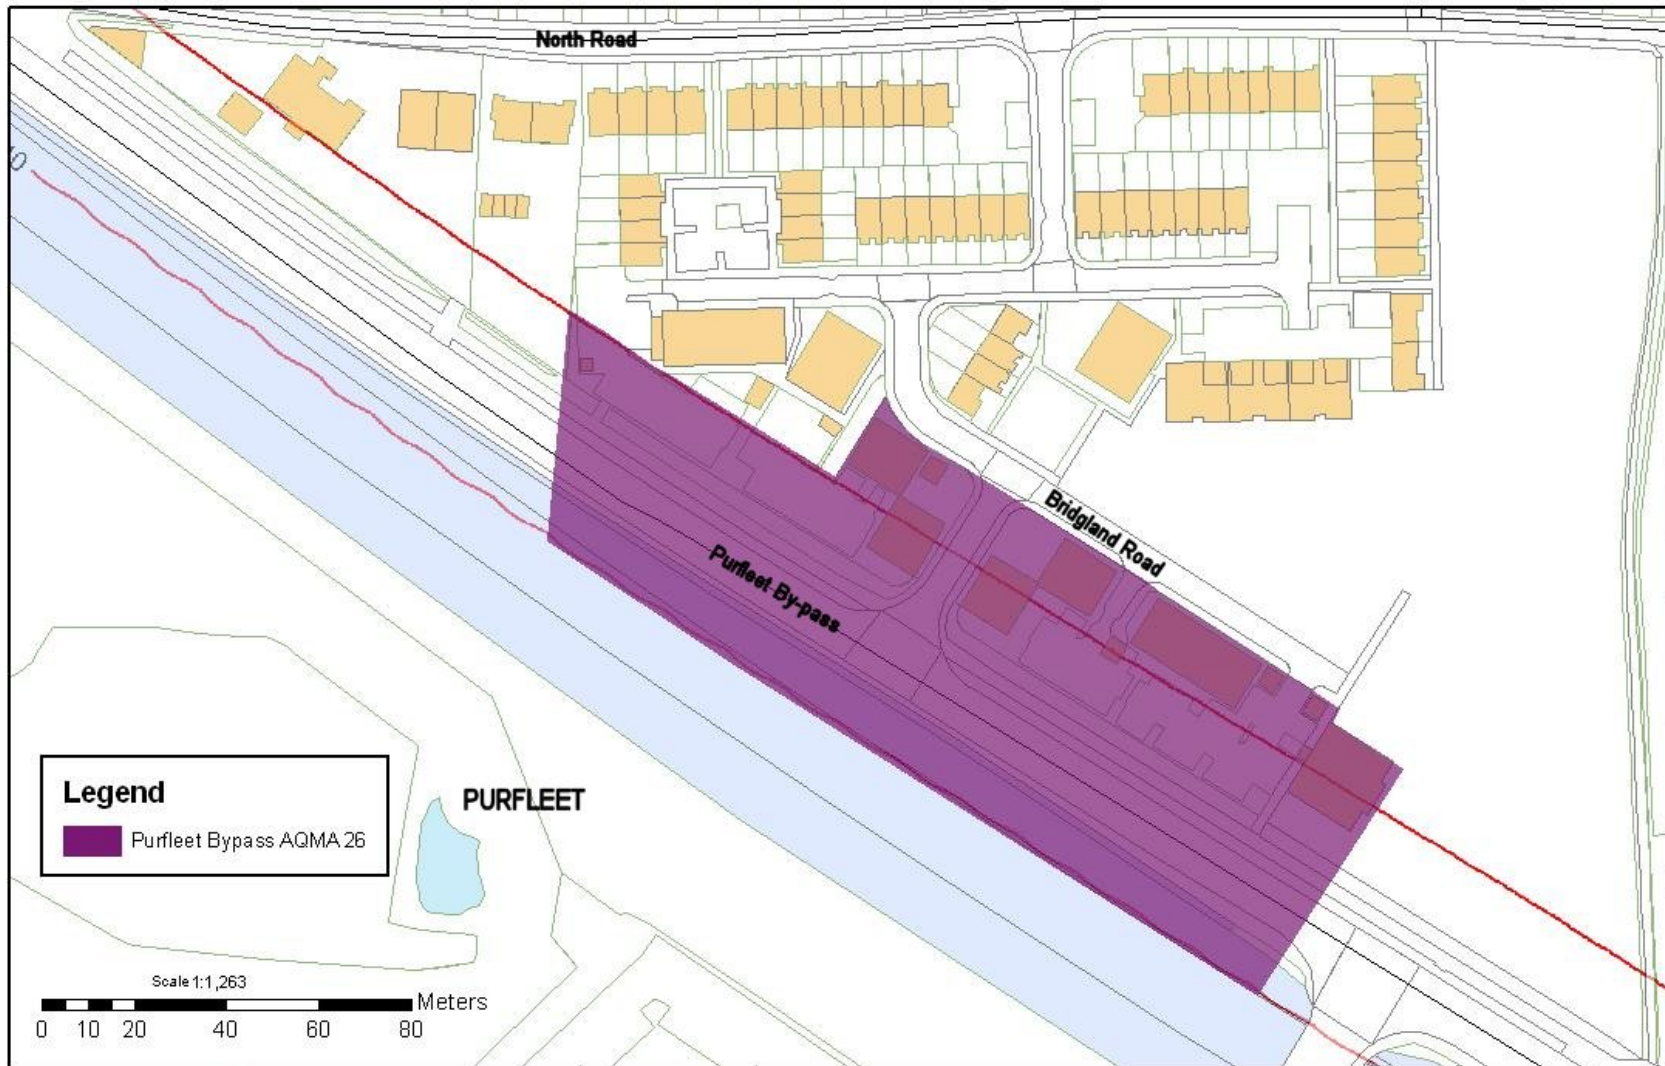 North Road
Bridgland Road
Purfleet By-pass
PURFLEET
Legend
Purfleet Bypass AQMA 26
Scale 1:1,263
Meters
0 10 20 40 60 80